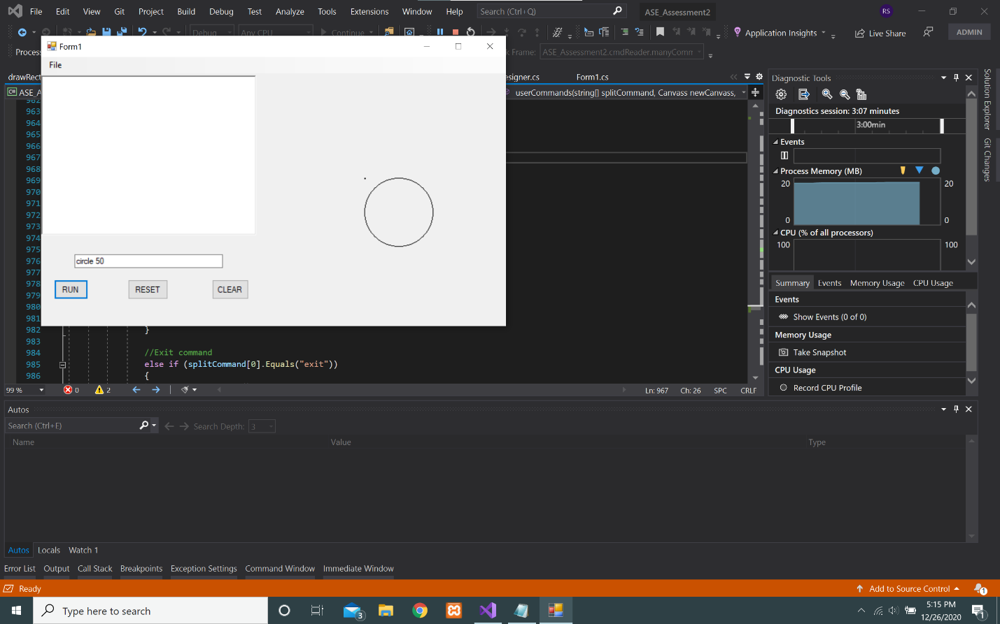 File Edit View Git Project Build Debug Test Analyze Tools Extensions Window Help Search (Ctrl+Q) ASE_Assessment2 RS
Debug Any CPU Continue Application Insights Live Share ADMIN
Proces Frame: ASE_Assessment2.cmdReader.manyComm
Form1
File
drawRect esigner.cs Form1.cs
C# ASE_A userCommands(string[] splitCommand, Canvass newCanvass,
962
963
964
965
966
967
968
969
970
971
972
973
974
975
976
977
978
979
980
981
982 }
983
984 //Exit command
985 else if (splitCommand[0].Equals("exit"))
986 {
circle 50
RUN RESET CLEAR
99 % 0 2 Ln: 967 Ch: 26 SPC CRLF
Diagnostic Tools
Diagnostics session: 3:07 minutes
3:00min
Events
Process Memory (MB)
20 20
0 0
CPU (% of all processors)
100 100
Summary Events Memory Usage CPU Usage
Events
Show Events (0 of 0)
Memory Usage
Take Snapshot
CPU Usage
Record CPU Profile
Solution Explorer
Git Changes
Autos
Search (Ctrl+E) Search Depth: 3
Name Value Type
Autos Locals Watch 1
Error List Output Call Stack Breakpoints Exception Settings Command Window Immediate Window
Ready Add to Source Control 1
Type here to search 3 5:15 PM
12/26/2020 1